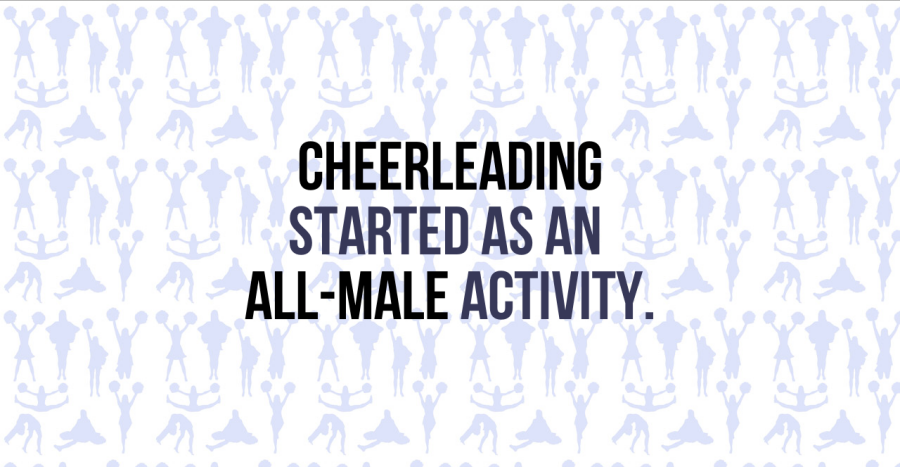 CHEERLEADING
STARTED AS AN
ALL-MALE ACTIVITY.